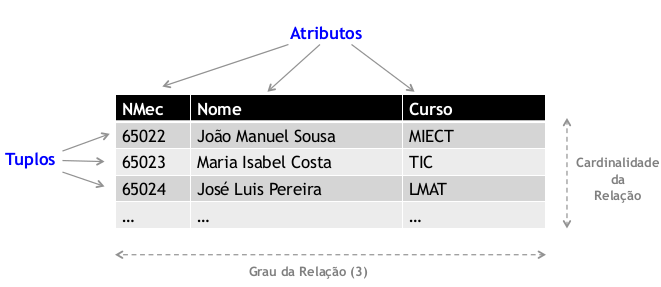 Atributos
NMec Nome Curso
65022 João Manuel Sousa MIECT
Tuplos
65023 Maria Isabel Costa TIC
65024 José Luis Pereira LMAT
... ... ...
Cardinalidade
da
Relação
Grau da Relação (3)